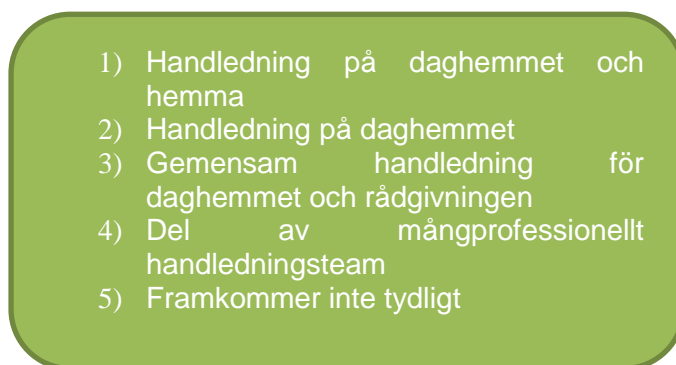 1) Handledning på daghemmet och
hemma
2) Handledning på daghemmet
3) Gemensam handledning för
daghemmet och rådgivningen
4) Del av mångprofessionellt
handledningsteam
5) Framkommer inte tydligt